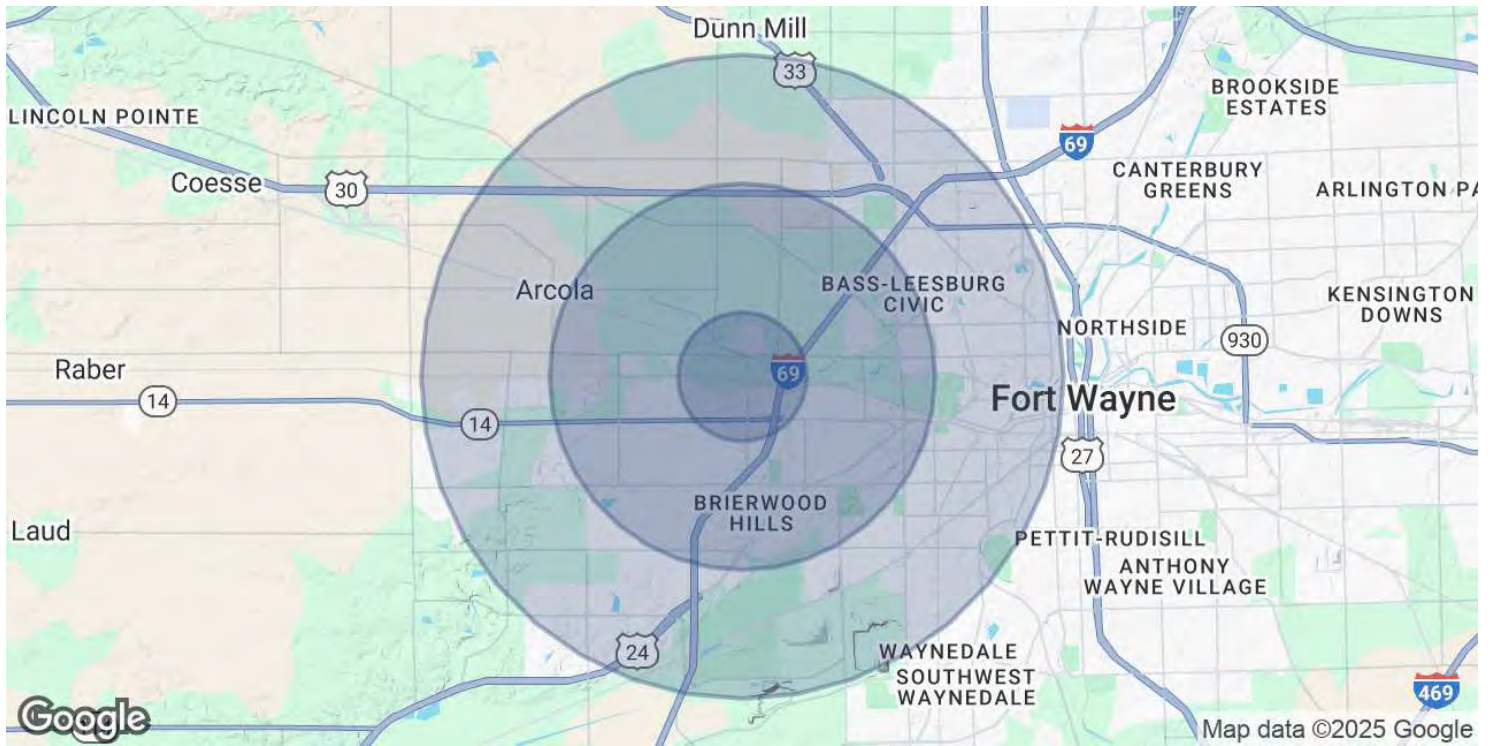 Dunn Mill
33
BROOKSIDE
ESTATES
LINCOLN POINTE
69
CANTERBURY
GREENS
Coesse
30
ARLINGTON PA
Arcola
BASS-LEESBURG
CIVIC
KENSINGTON
DOWNS
NORTHSIDE
930
Raber
69
14
Fort Wayne
14
27
BRIERWOOD
HILLS
Laud
PETTIT-RUDISILL
ANTHONY
WAYNE VILLAGE
24
WAYNEDALE
SOUTHWEST
WAYNEDALE
469
Google
Map data ©2025 Google